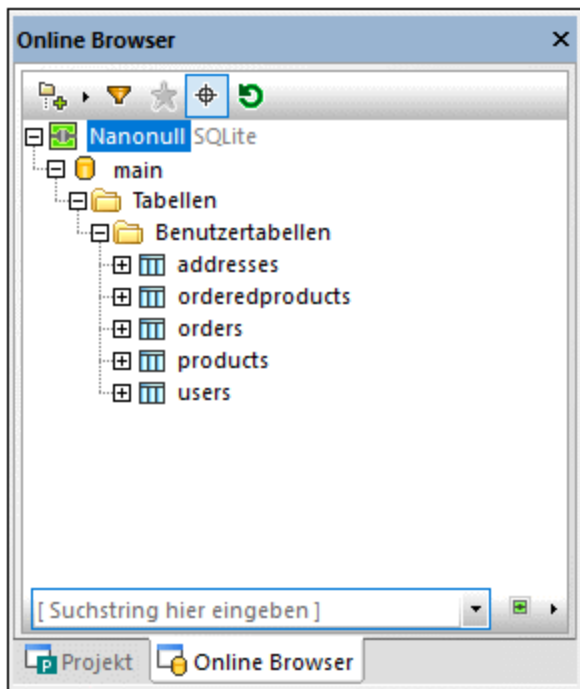 Online Browser
Nanonull SQLite
main
Tabellen
Benutzertabellen
addresses
orderedproducts
orders
products
users
[ Suchstring hier eingeben ]
Projekt Online Browser